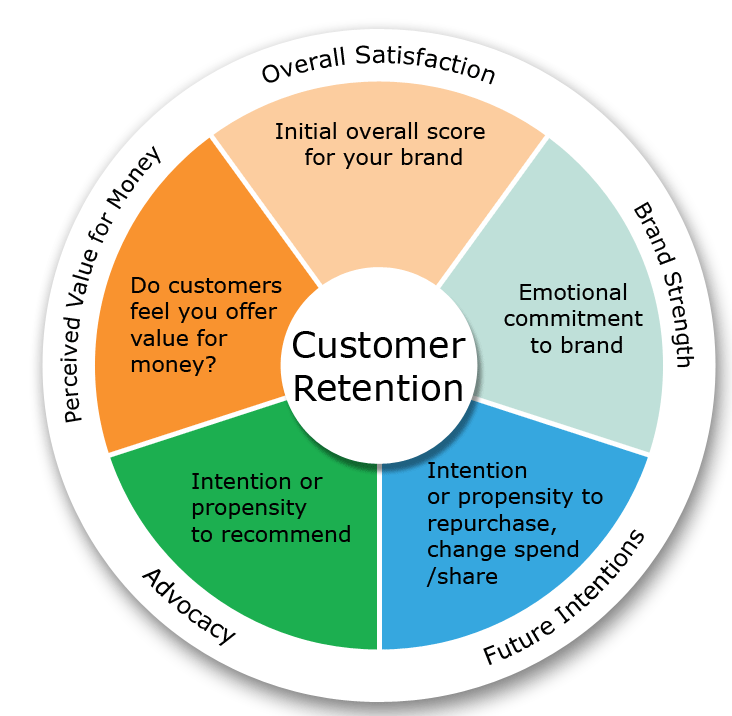 Overall Satisfaction
Initial overall score
for your brand
Brand Strength
Emotional
commitment
to brand
Future Intentions
Intention
or propensity to
repurchase,
change spend
/share
Advocacy
Intention or
propensity
to recommend
Perceived Value for Money
Do customers
feel you offer
value for
money?
Customer
Retention